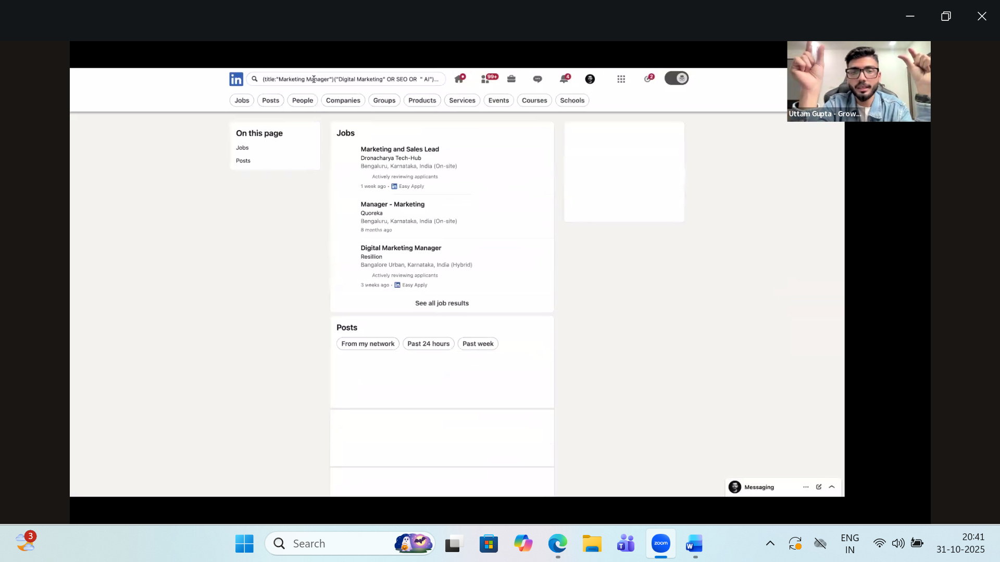 in (title:"Marketing Manager")("Digital Marketing" OR SEO OR " AI")... 99+ 4 2
Jobs Posts People Companies Groups Products Services Events Courses Schools
Uttam Gupta - Grow...
On this page
Jobs
Posts
Jobs
Marketing and Sales Lead
Dronacharya Tech-Hub
Bengaluru, Karnataka, India (On-site)
Actively reviewing applicants
1 week ago · in Easy Apply
Manager - Marketing
Quoreka
Bengaluru, Karnataka, India (On-site)
8 months ago
Digital Marketing Manager
Resillion
Bangalore Urban, Karnataka, India (Hybrid)
Actively reviewing applicants
3 weeks ago · in Easy Apply
See all job results
Posts
From my network Past 24 hours Past week
Messaging
3 Search T zoom W ENG 20:41
IN 31-10-2025